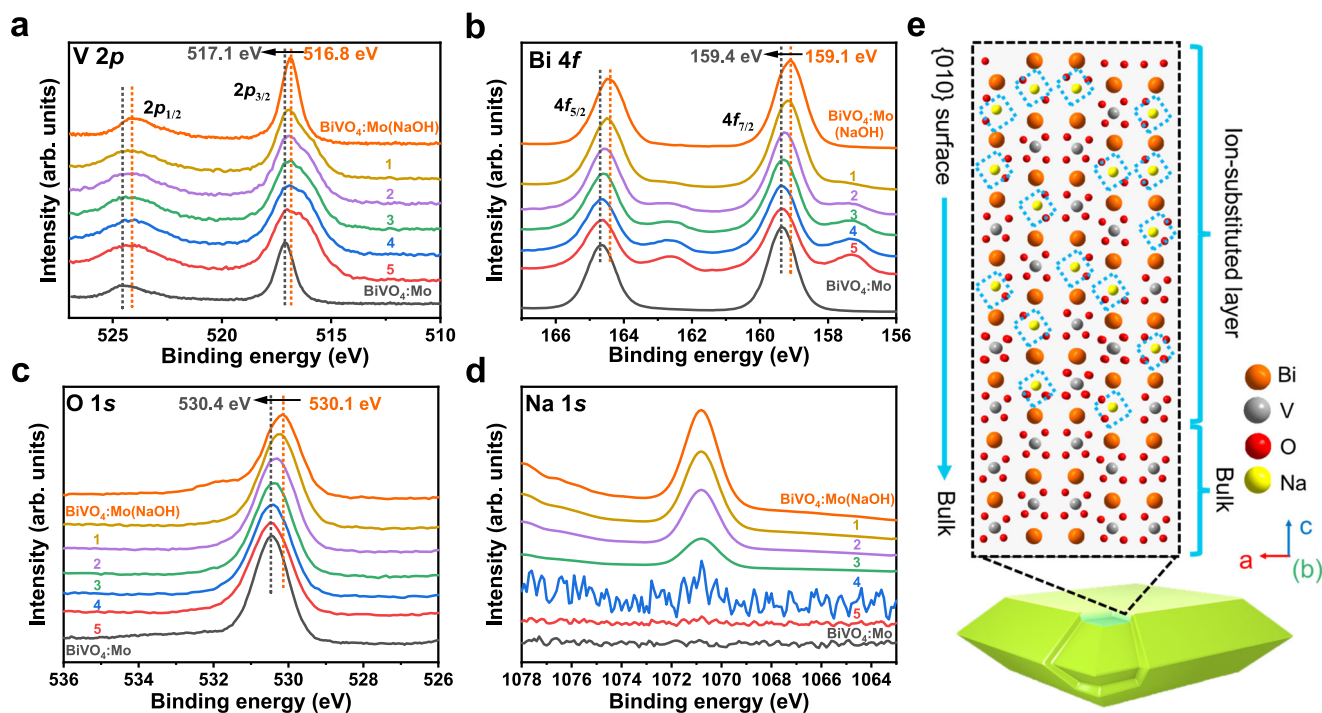 a
V 2p
517.1 eV
516.8 eV
2p1/2
2p3/2
BiVO4:Mo(NaOH)
1
2
3
4
5
BiVO4:Mo
Intensity (arb. units)
525
520
515
510
Binding energy (eV)
b
Bi 4f
159.4 eV
159.1 eV
4f5/2
4f7/2
BiVO4:Mo
(NaOH)
1
2
3
4
5
BiVO4:Mo
Intensity (arb. units)
166
164
162
160
158
156
Binding energy (eV)
c
O 1s
530.4 eV
530.1 eV
BiVO4:Mo(NaOH)
1
2
3
4
5
BiVO4:Mo
Intensity (arb. units)
536
534
532
530
528
526
Binding energy (eV)
d
Na 1s
BiVO4:Mo(NaOH)
1
2
3
4
5
BiVO4:Mo
Intensity (arb. units)
1078
1076
1074
1072
1070
1068
1066
1064
Binding energy (eV)
e
{010} surface
Bulk
Ion-substituted layer
Bulk
Bi
V
O
Na
c
a
(b)